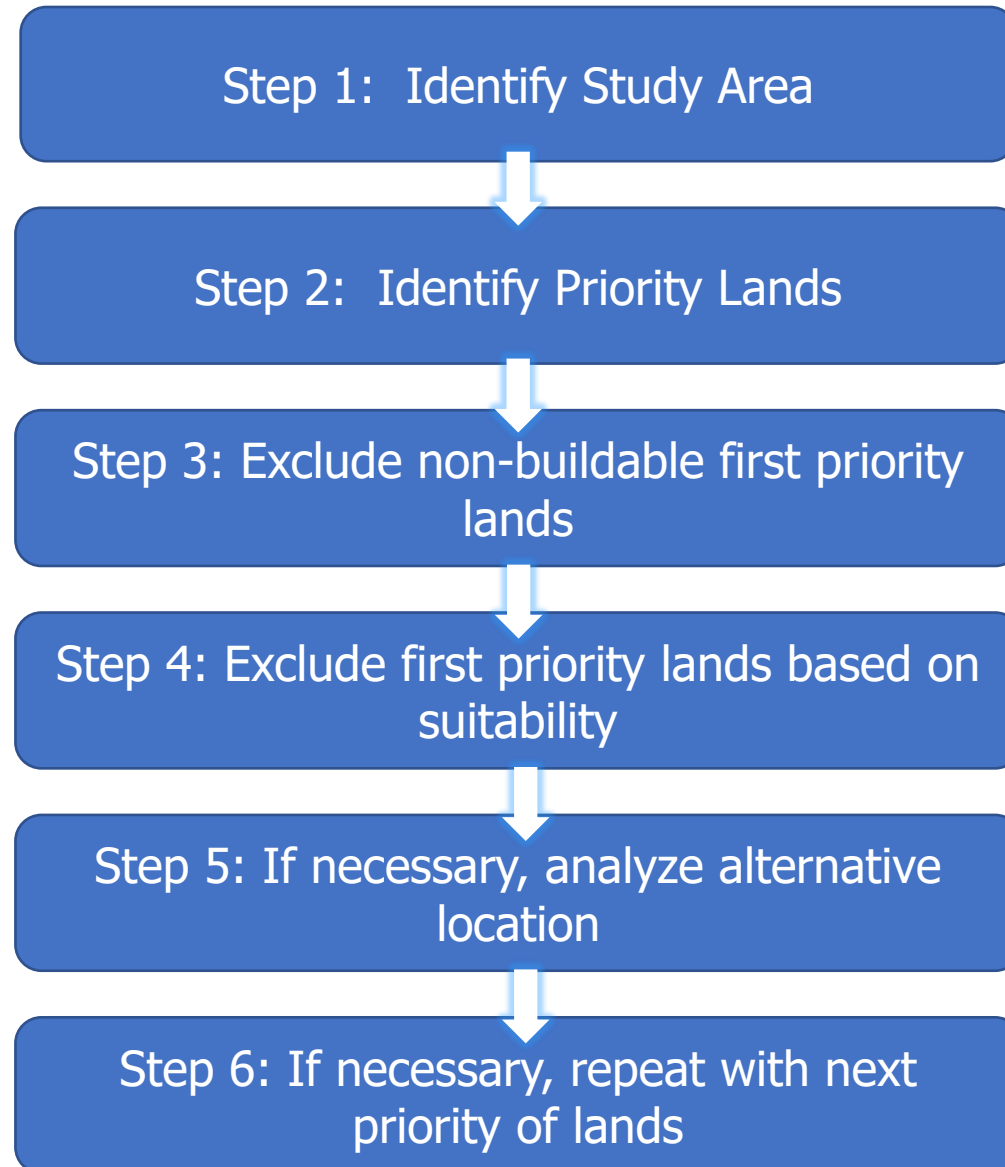 Step 1:  Identify Study Area
Step 2:  Identify Priority Lands
Step 3: Exclude non-buildable first priority
lands
Step 4: Exclude first priority lands based on
suitability
Step 5: If necessary, analyze alternative
location
Step 6: If necessary, repeat with next
priority of lands